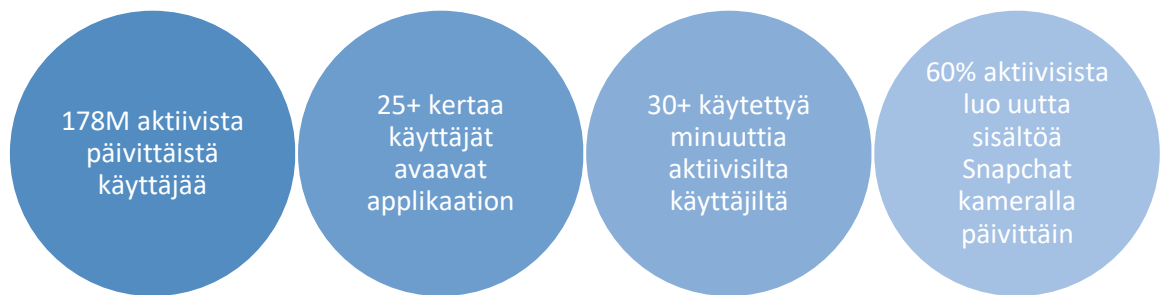 178M aktiivista
päivittäistä
käyttäjää
25+ kertaa
käyttäjät
avaavat
applikaation
30+ käytettyä
minuuttia
aktiivisilta
käyttäjiltä
60% aktiivisista
luo uutta
sisältöä
Snapchat
kameralla
päivittäin